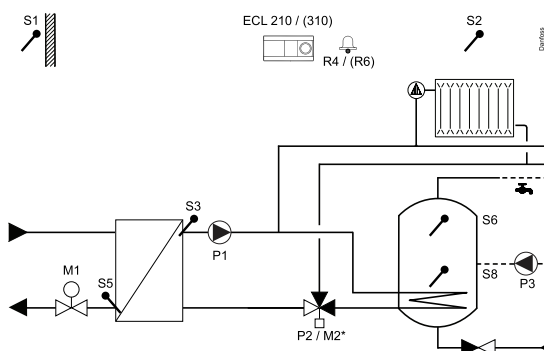 S1
ECL 210 / (310)
S2
Danfoss
R4 / (R6)
S3
S6
P1
M1
S5
S8
P3
P2 / M2*